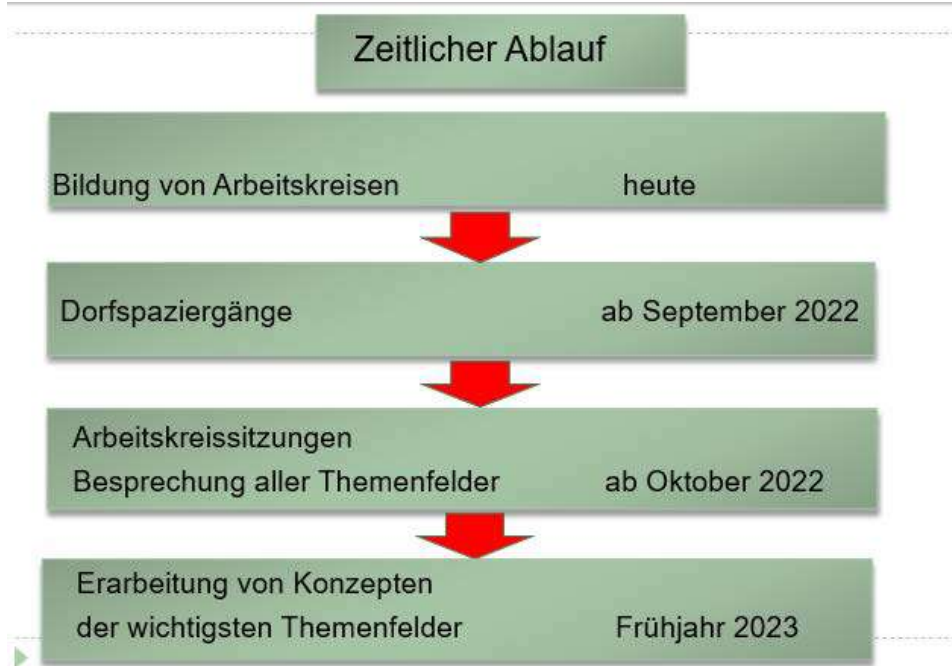 Zeitlicher Ablauf
Bildung von Arbeitskreisen heute
Dorfspaziergänge ab September 2022
Arbeitskreissitzungen
Besprechung aller Themenfelder ab Oktober 2022
Erarbeitung von Konzepten
der wichtigsten Themenfelder Frühjahr 2023